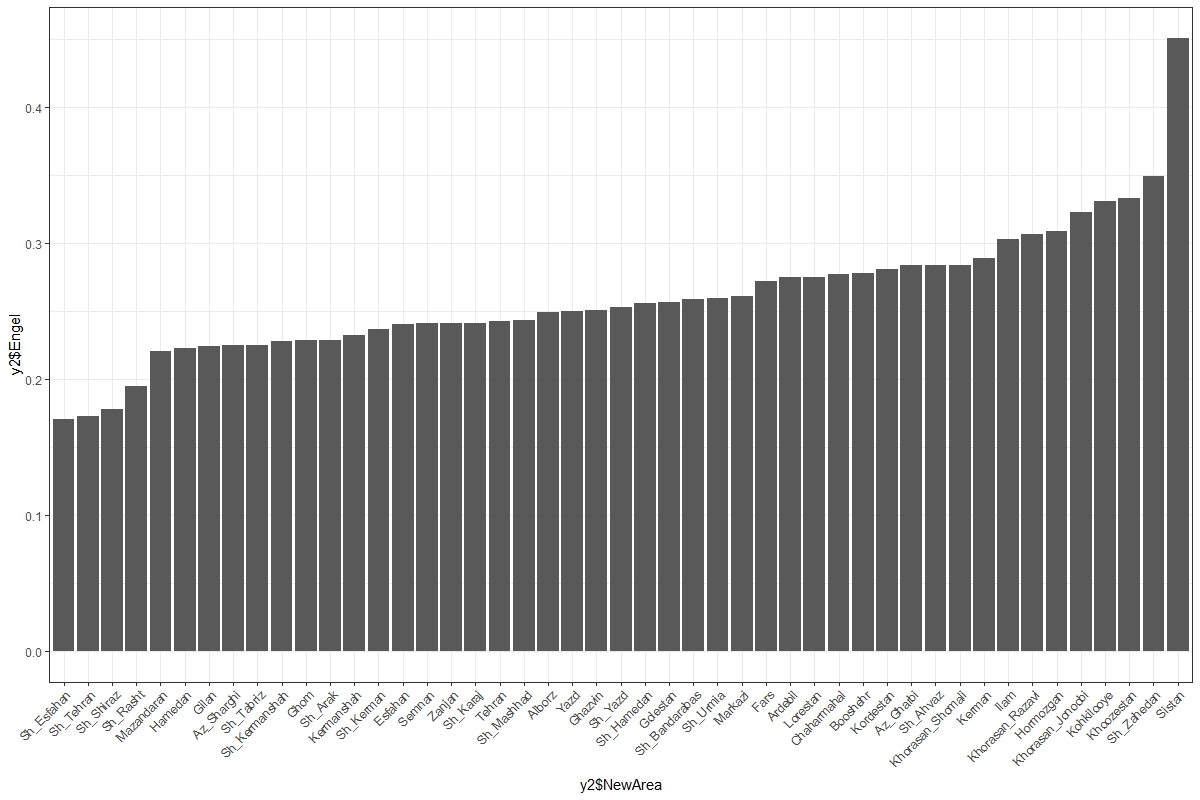 y2$Engel
0.4
0.3
0.2
0.1
0.0
Sh_Esfahan
Sh_Tehran
Sh_Shiraz
Sh_Rasht
Mazandaran
Hamedan
Gilan
Az_Sharghi
Sh_Tabriz
Sh_Kermanshah
Ghom
Sh_Arak
Kermanshah
Sh_Kerman
Esfahan
Semnan
Zanjan
Sh_Karaj
Tehran
Sh_Mashhad
Alborz
Yazd
Ghazvin
Sh_Yazd
Sh_Hamedan
Golestan
Sh_Bandarabas
Sh_Urmia
Markazi
Fars
Ardebil
Lorestan
Chaharmahal
Booshehr
Kordestan
Az_Gharbi
Sh_Ahvaz
Khorasan_Shomali
Kerman
Ilam
Khorasan_Razavi
Hormozgan
Khorasan_Jonoobi
Kohkilooye
Khoozestan
Sh_Zahedan
Sistan
y2$NewArea